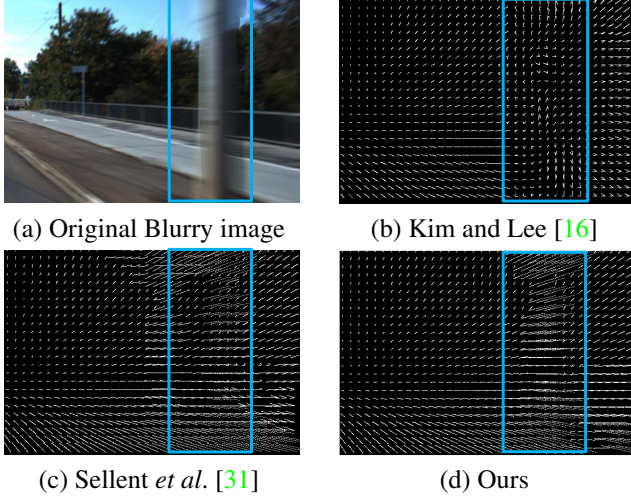 (a) Original Blurry image
(b) Kim and Lee [16]
(c) Sellent et al. [31]
(d) Ours